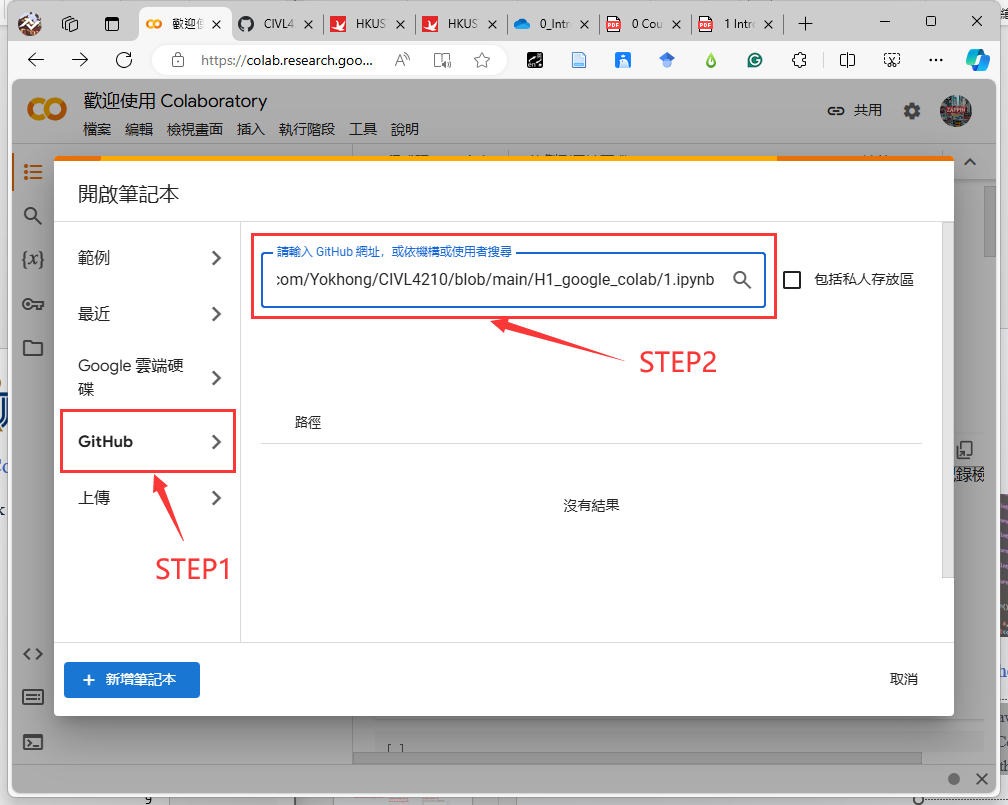 歡迎使
CIVL4
HKUS
HKUS
0_Intr
0 Cou
1 Intr
https://colab.research.goo...
歡迎使用 Colaboratory
檔案 編輯 檢視畫面 插入 執行階段 工具 說明
共用
開啟筆記本
範例
最近
Google 雲端硬
碟
GitHub
上傳
請輸入 GitHub 網址，或依機構或使用者搜尋
:om/Yokhong/CIVL4210/blob/main/H1_google_colab/1.ipynb
包括私人存放區
STEP2
路徑
沒有結果
STEP1
+ 新增筆記本
取消
{x}
[ ]